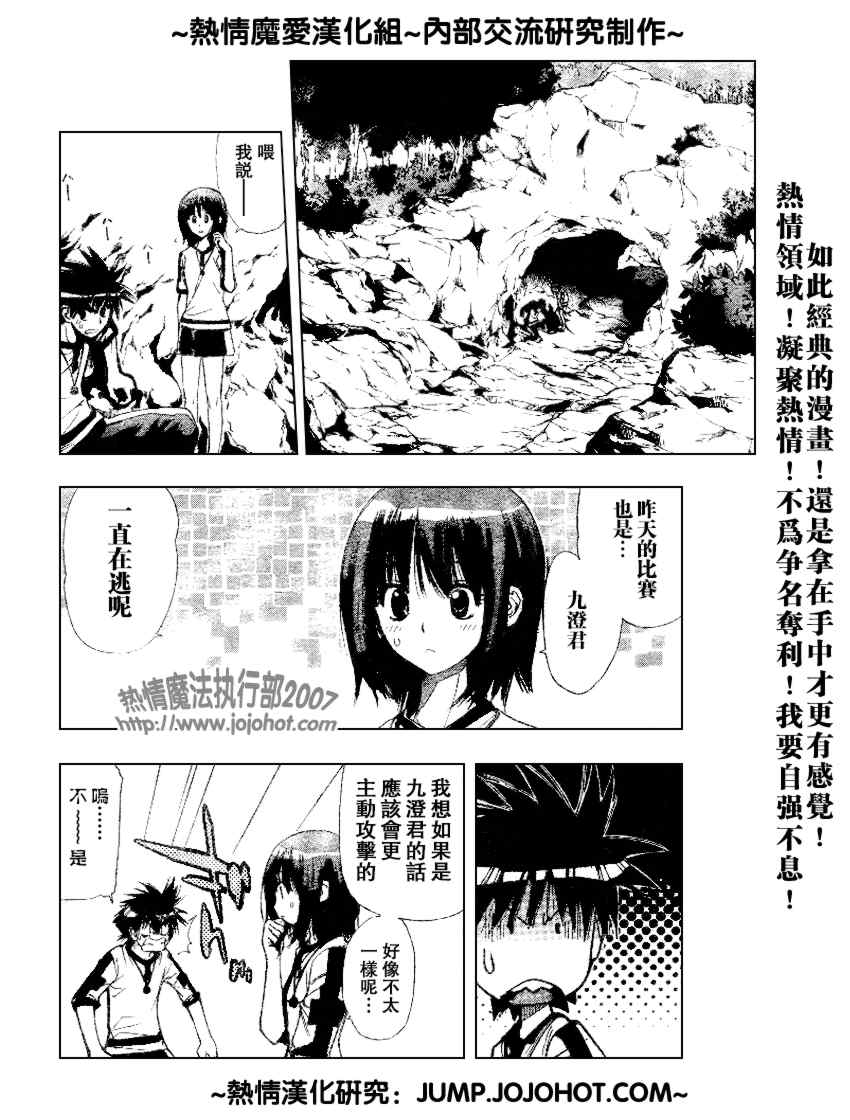 ~熱情魔愛漢化組~內部交流研究制作~
如此經典的漫畫！還是拿在手中才更有感覺！
熱情領域！凝聚熱情！不爲争名奪利！我要自强不息！
喂
我説——
昨天的比賽
也是…
九澄君
一直在逃呢
熱情魔法执行部2007
http://www.jojohot.com
我想如果是
九澄君的話
應該會更
主動攻擊的
好像不太
一樣呢…
嗚……
不~~~是
~熱情漢化研究：JUMP.JOJOHOT.COM~